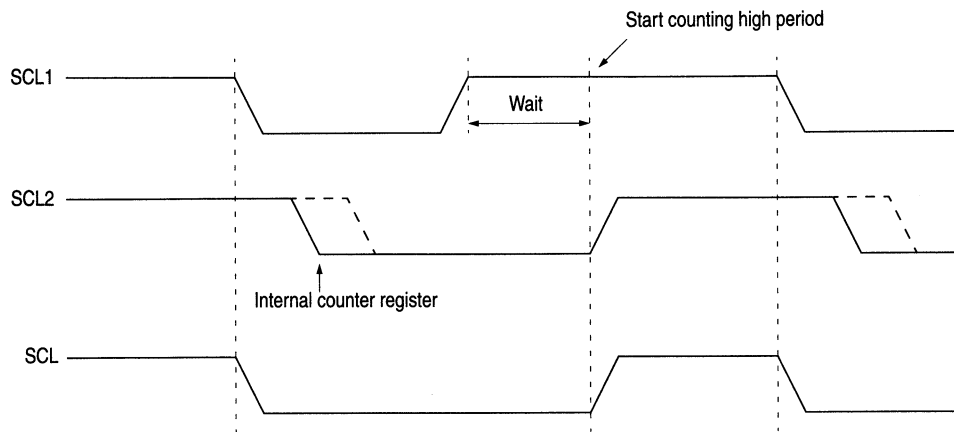 Start counting high period
SCL1
Wait
SCL2
Internal counter register
SCL